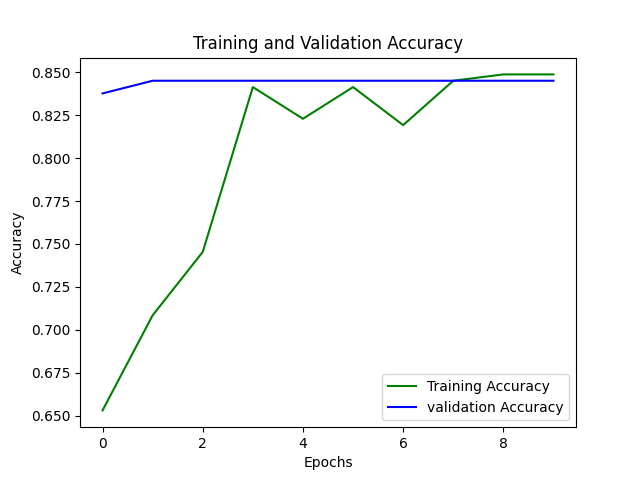 Training and Validation Accuracy
Accuracy
0.850
0.825
0.800
0.775
0.750
0.725
0.700
0.675
0.650
0
2
4
6
8
Epochs
Training Accuracy
validation Accuracy